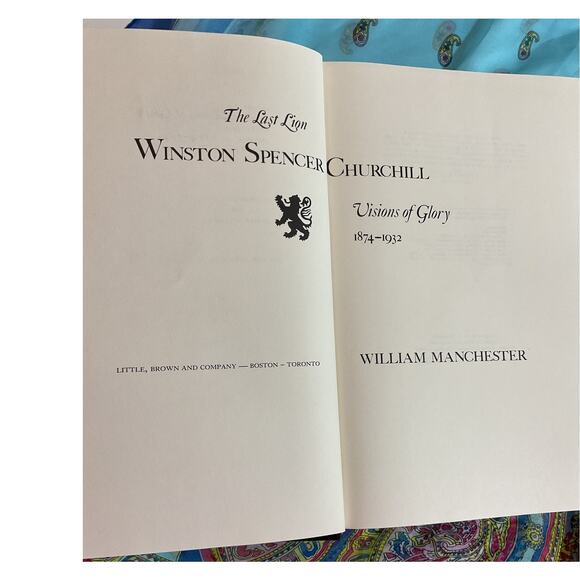 The Last Lion
WINSTON SPENCER CHURCHILL
Visions of Glory
1874–1932
WILLIAM MANCHESTER
LITTLE, BROWN AND COMPANY — BOSTON – TORONTO